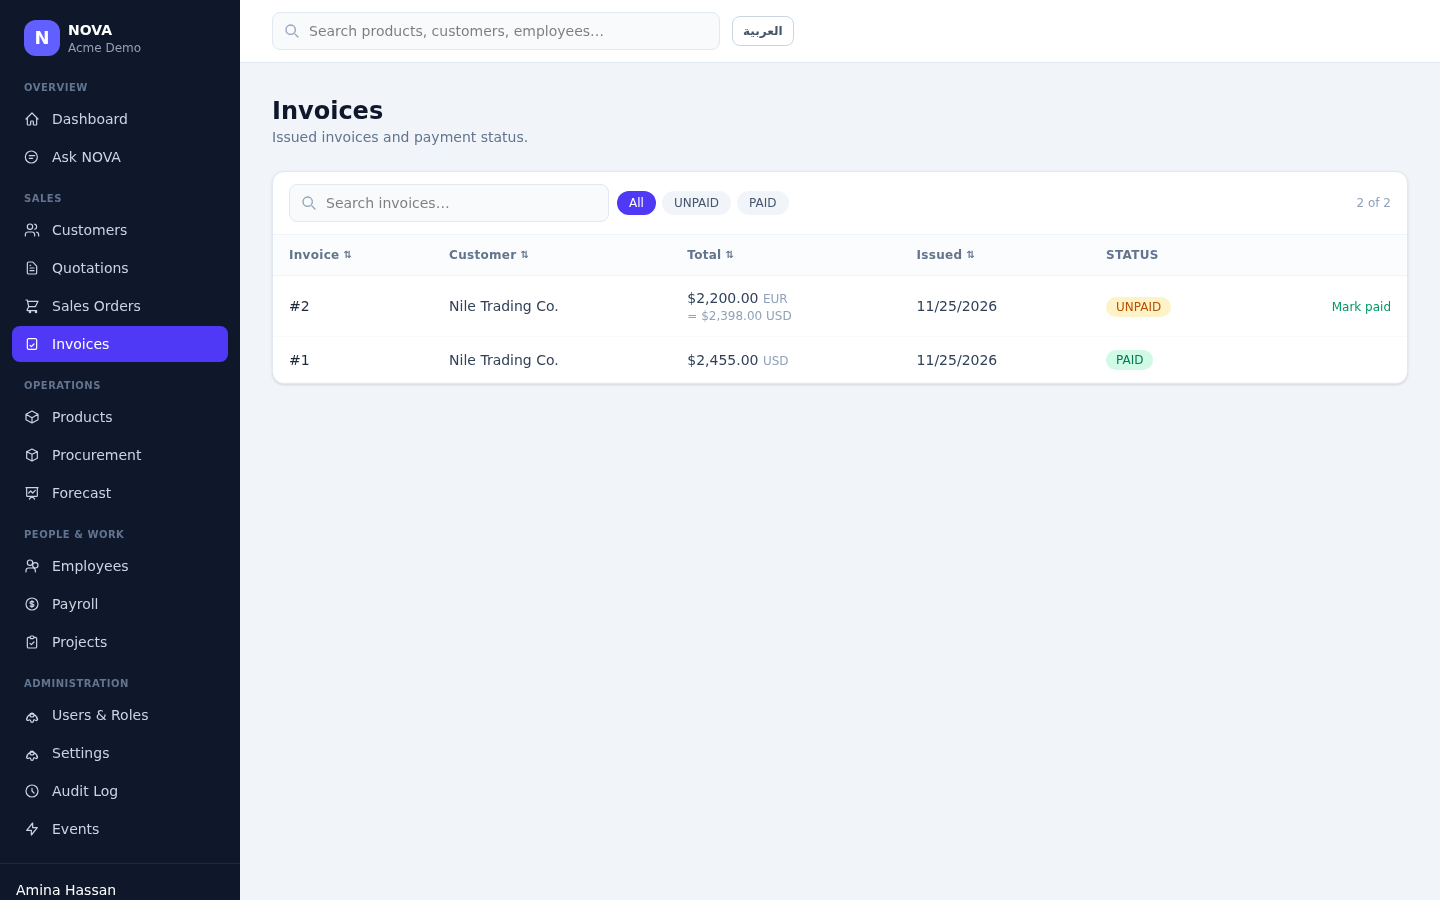 N
NOVA
Acme Demo
OVERVIEW
Dashboard
Ask NOVA
SALES
Customers
Quotations
Sales Orders
Invoices
OPERATIONS
Products
Procurement
Forecast
PEOPLE & WORK
Employees
Payroll
Projects
ADMINISTRATION
Users & Roles
Settings
Audit Log
Events
Amina Hassan
Search products, customers, employees... العربية
Invoices
Issued invoices and payment status.
Search invoices... All UNPAID PAID 2 of 2
Invoice ⇅ Customer ⇅ Total ⇅ Issued ⇅ STATUS
#2 Nile Trading Co. $2,200.00 EUR 11/25/2026 UNPAID Mark paid
= $2,398.00 USD
#1 Nile Trading Co. $2,455.00 USD 11/25/2026 PAID